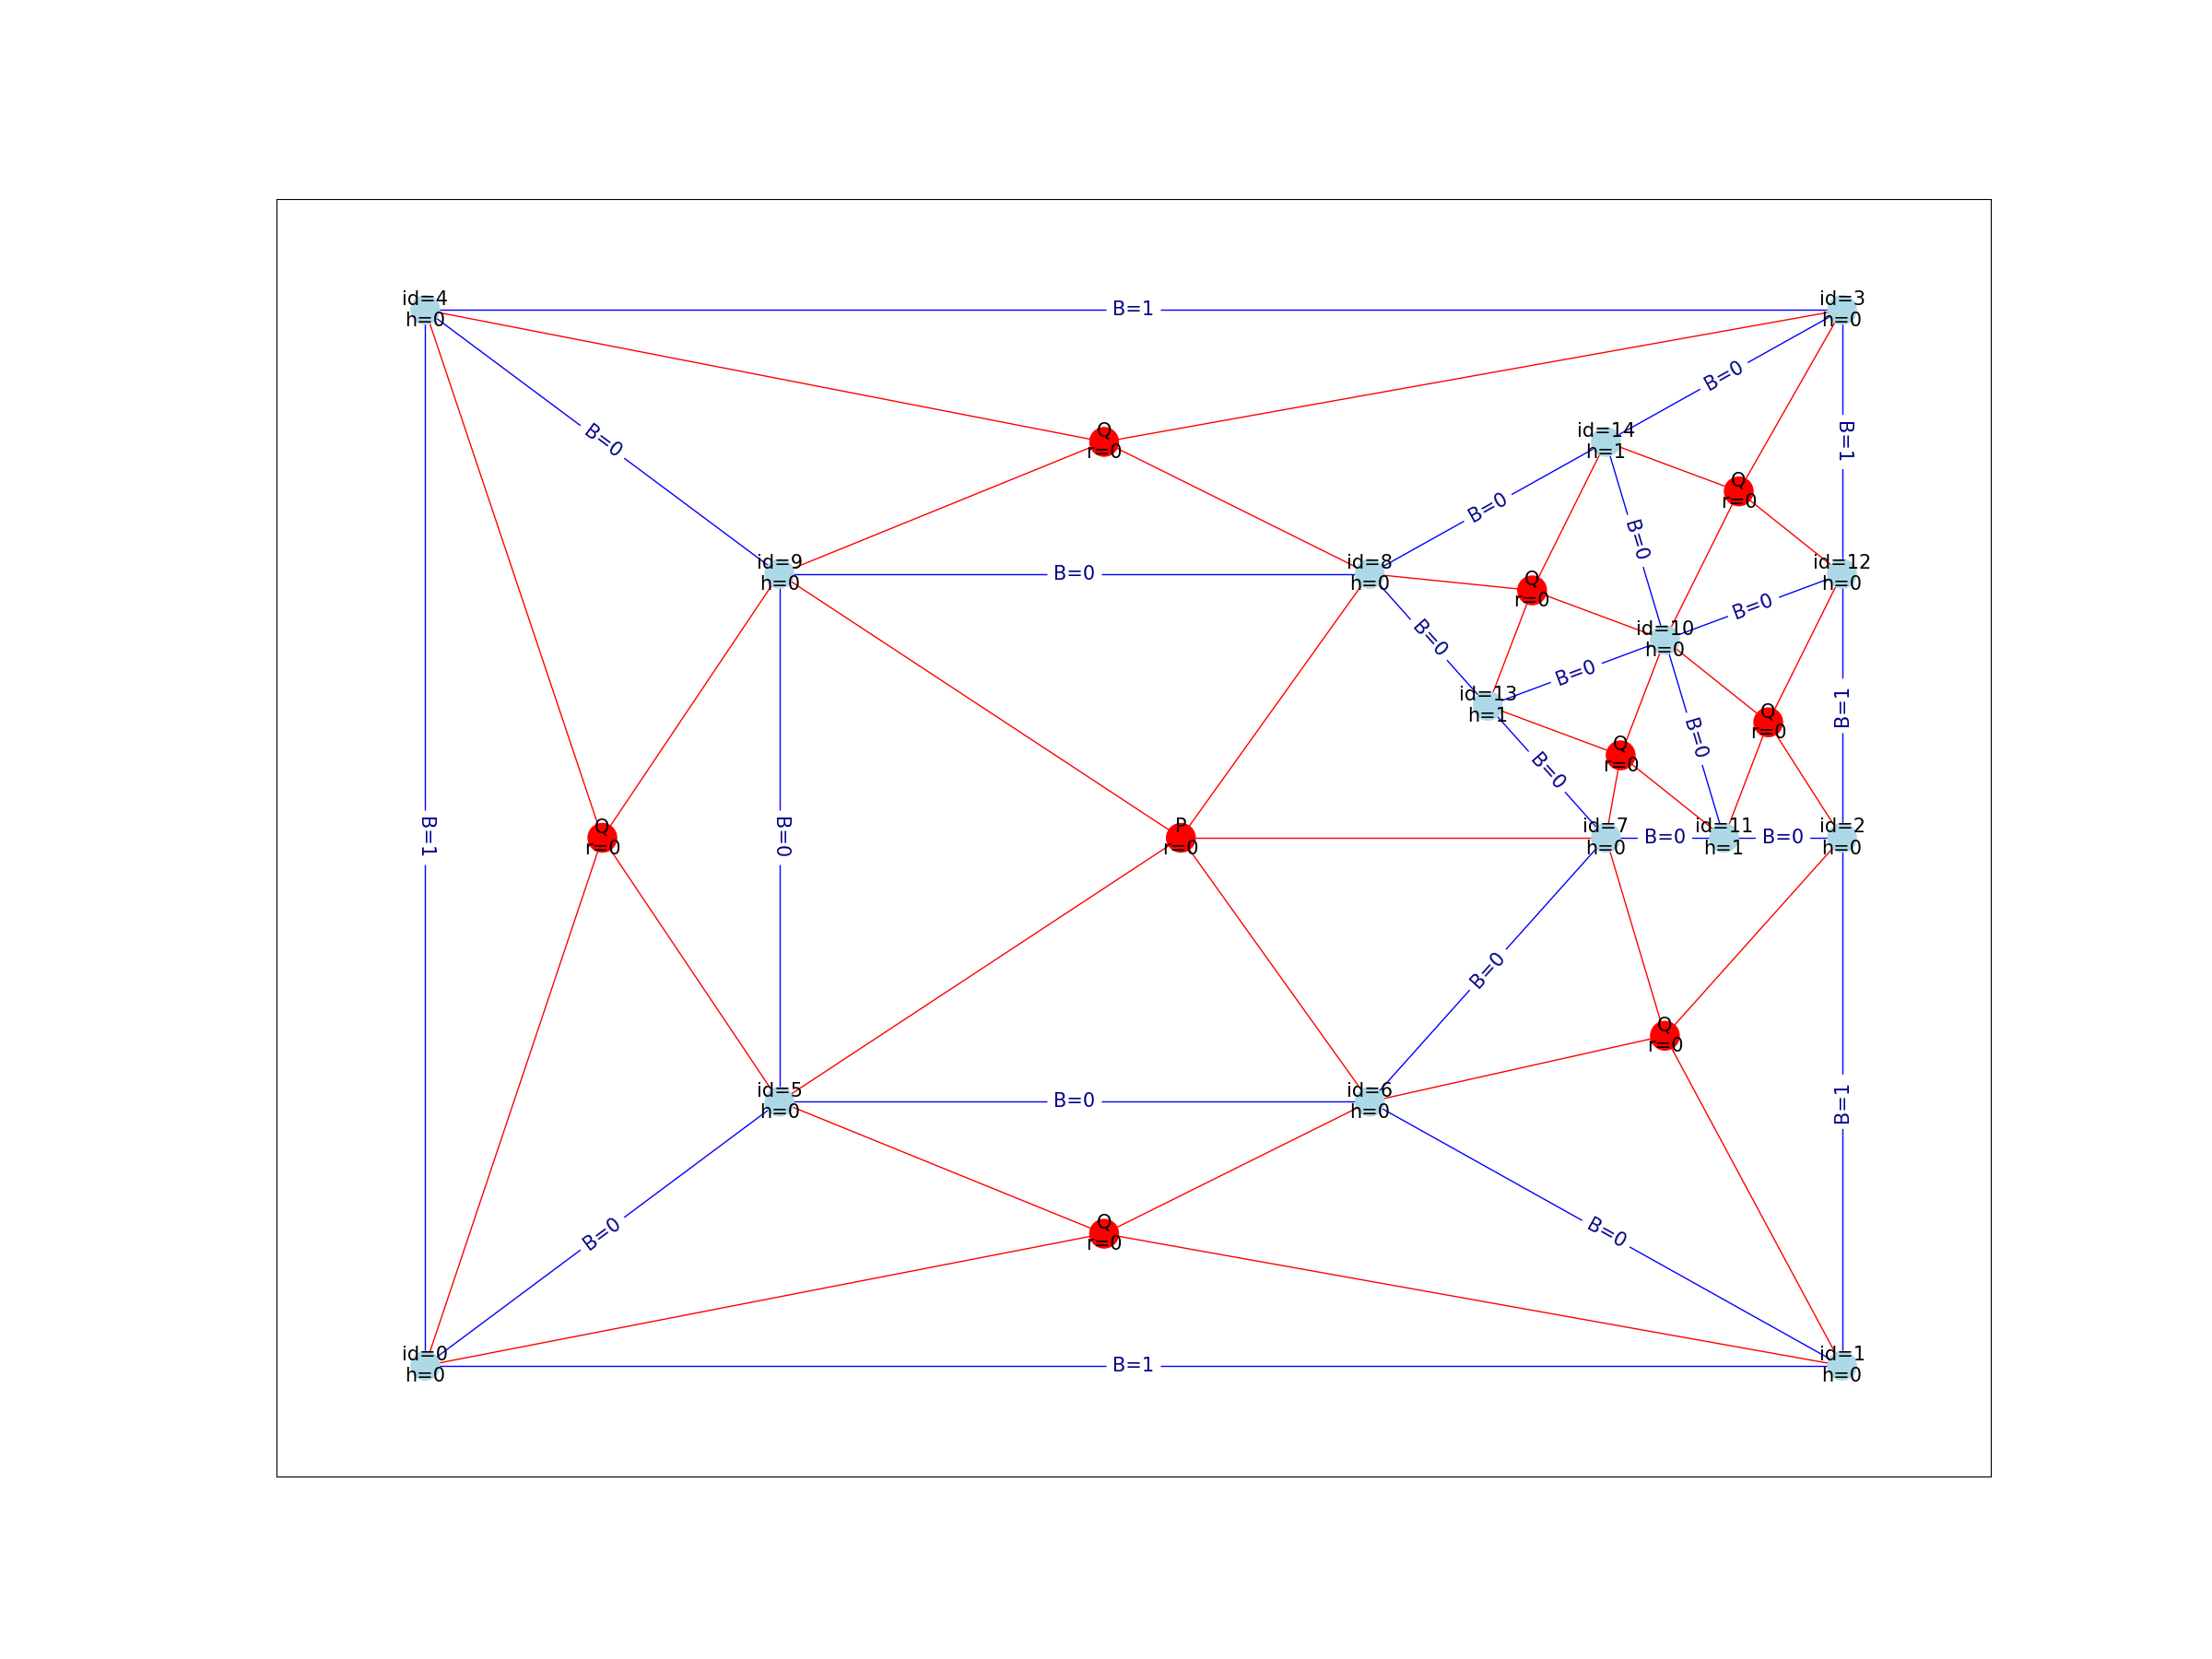 id=4
h=0
B=1
id=3
h=0
B=0
B=0
Q
r=0
id=14
h=1
B=1
Q
r=0
B=0
B=0
id=9
h=0
B=0
id=8
h=0
Q
r=0
id=12
h=0
B=0
B=0
id=10
h=0
B=0
id=13
h=1
B=1
Q
r=0
B=0
Q
r=0
B=0
B=1
Q
r=0
B=0
P
r=0
id=7
h=0
B=0
id=11
h=1
B=0
id=2
h=0
B=0
Q
r=0
id=5
h=0
B=0
id=6
h=0
B=1
B=0
Q
r=0
B=0
id=0
h=0
B=1
id=1
h=0